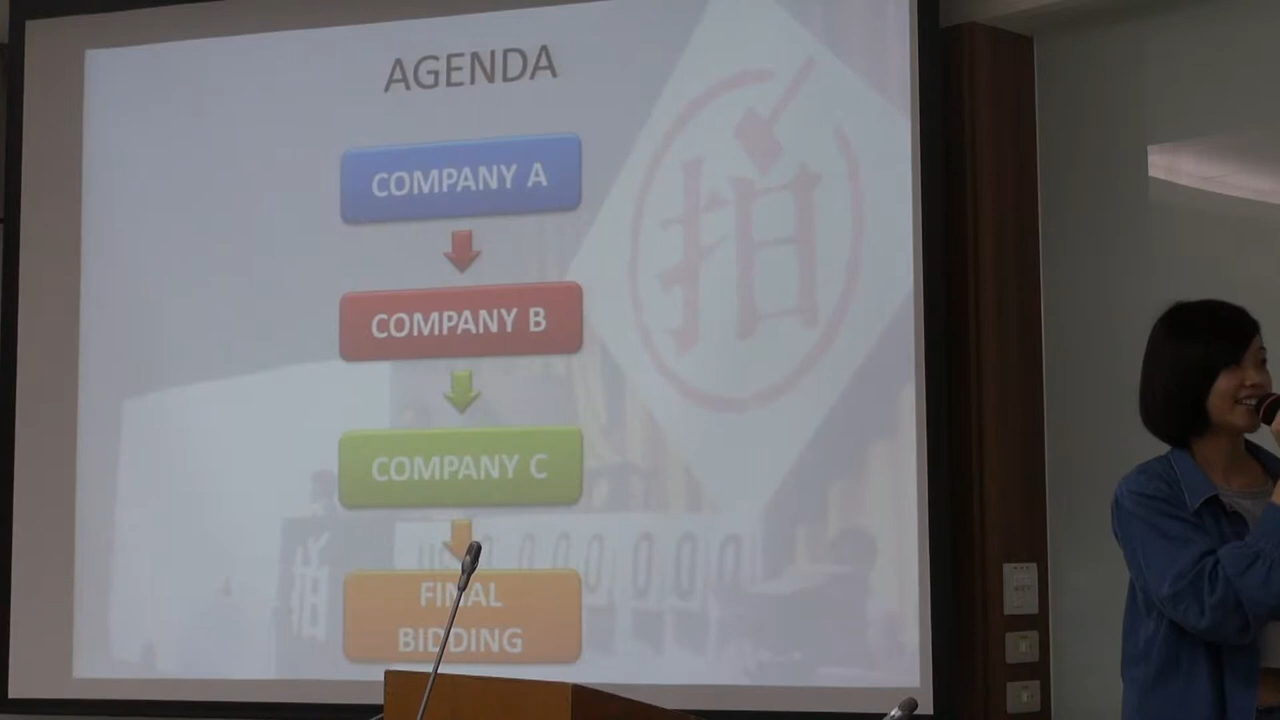 AGENDA
COMPANY A
拍
COMPANY B
COMPANY C
FINAL
BIDDING
拍